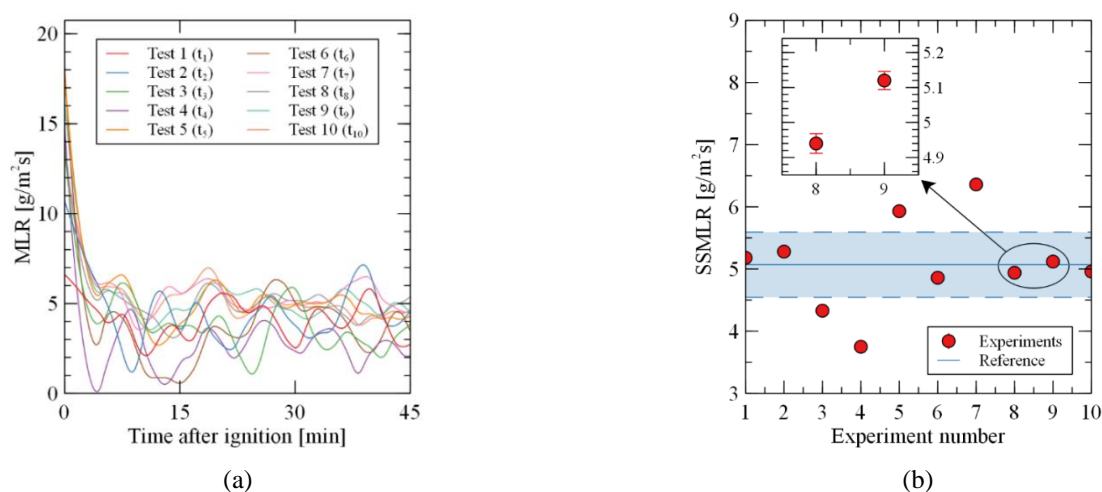 20
15
10
5
0
MLR [g/m²s]
Test 1 (t₁)
Test 2 (t₂)
Test 3 (t₃)
Test 4 (t₄)
Test 5 (t₅)
Test 6 (t₆)
Test 7 (t₇)
Test 8 (t₈)
Test 9 (t₉)
Test 10 (t₁₀)
0 15 30 45
Time after ignition [min]
(a)
9
8
7
6
5
4
3
SSMLR [g/m²s]
5.2
5.1
5
4.9
8 9
Experiments
Reference
1 2 3 4 5 6 7 8 9 10
Experiment number
(b)